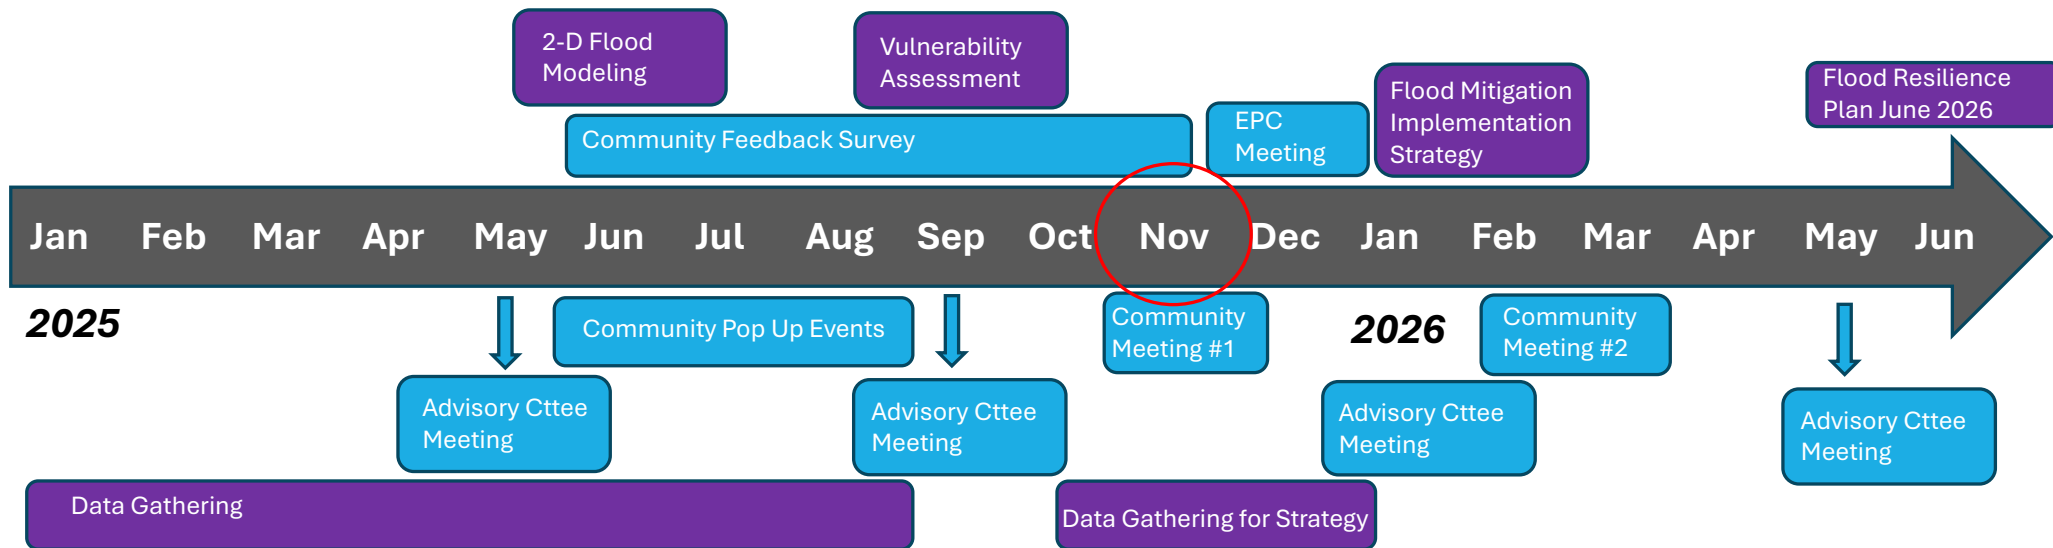 2-D Flood
Modeling
Vulnerability
Assessment
Flood Mitigation
Implementation
Strategy
Flood Resilience
Plan June 2026
Community Feedback Survey
EPC
Meeting
Jan Feb Mar Apr May Jun Jul Aug Sep Oct Nov Dec Jan Feb Mar Apr May Jun
2025
Community Pop Up Events
Community
Meeting #1
2026
Community
Meeting #2
Advisory Cttee
Meeting
Advisory Cttee
Meeting
Advisory Cttee
Meeting
Advisory Cttee
Meeting
Data Gathering
Data Gathering for Strategy